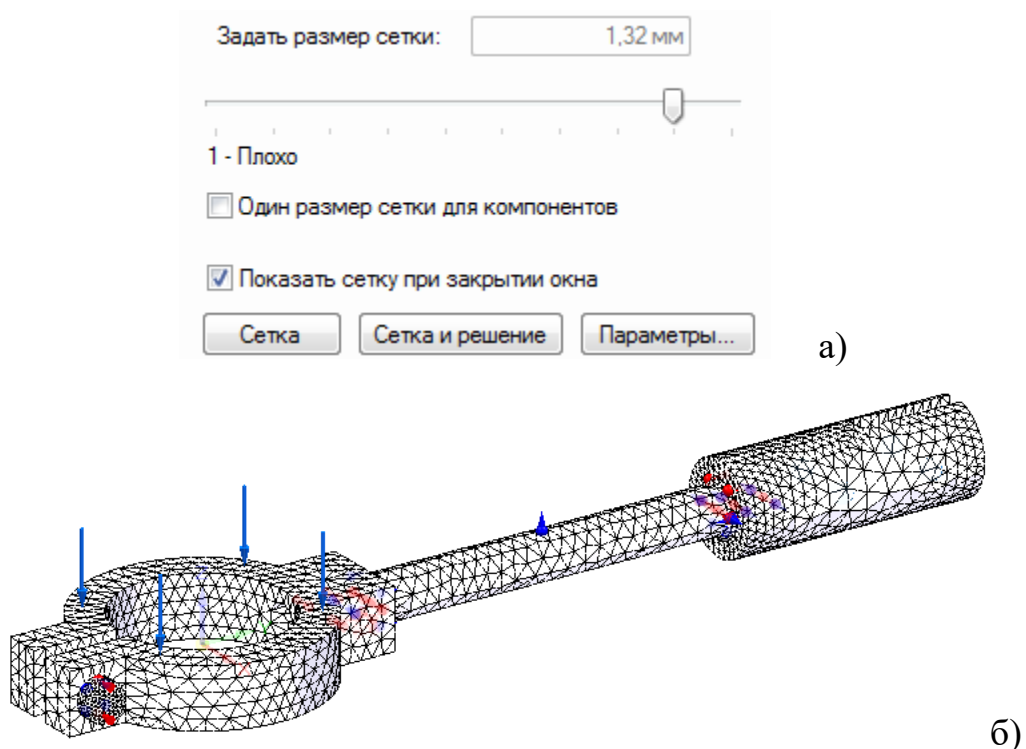 Задать размер сетки: 1,32 мм
1 - Плохо
Один размер сетки для компонентов
Показать сетку при закрытии окна
Сетка Сетка и решение Параметры...
а)
б)